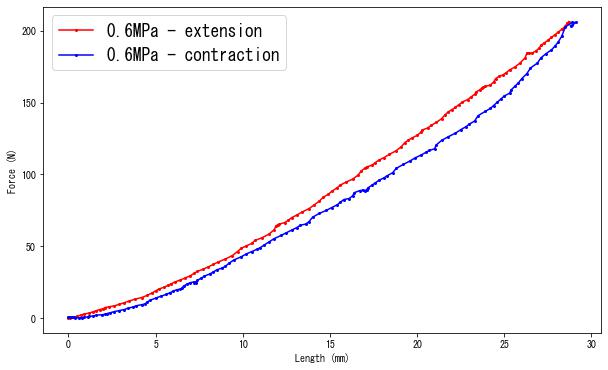 0.6MPa - extension
0.6MPa - contraction
200
150
100
50
0
Force (N)
0 5 10 15 20 25 30
Length (mm)